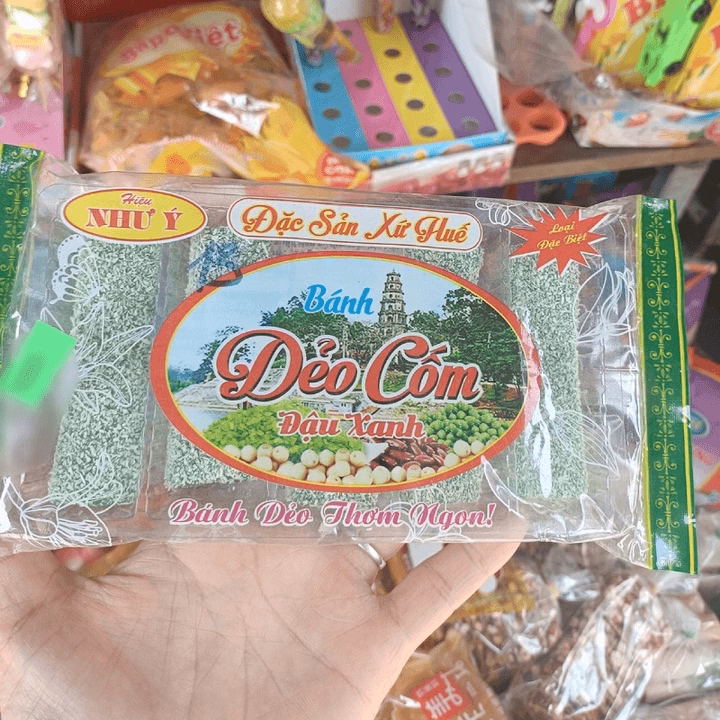 Hiệu
NHƯ Ý
Đặc Sản Xứ Huế
Loại
Đặc Biệt
Bánh
Dẻo Cốm
Đậu Xanh
Bánh Dẻo Thơm Ngon!